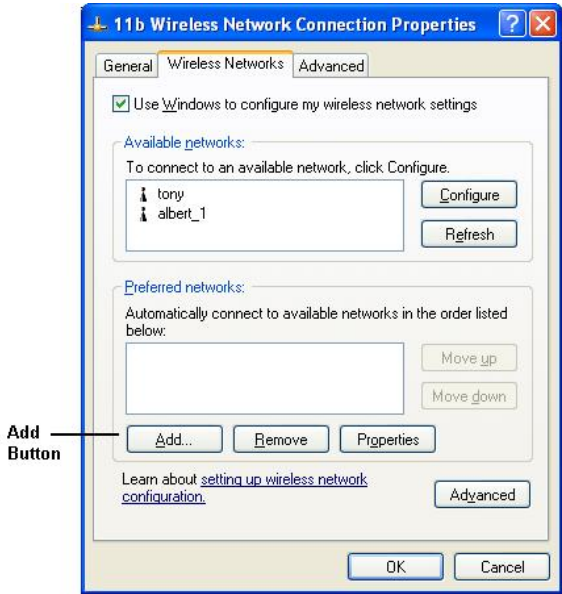 11b Wireless Network Connection Properties
General Wireless Networks Advanced
Use Windows to configure my wireless network settings
Available networks:
To connect to an available network, click Configure.
tony
albert_1
Configure
Refresh
Preferred networks:
Automatically connect to available networks in the order listed
below:
Move up
Move down
Add
Button
Add... Remove Properties
Learn about setting up wireless network
configuration.
Advanced
OK Cancel